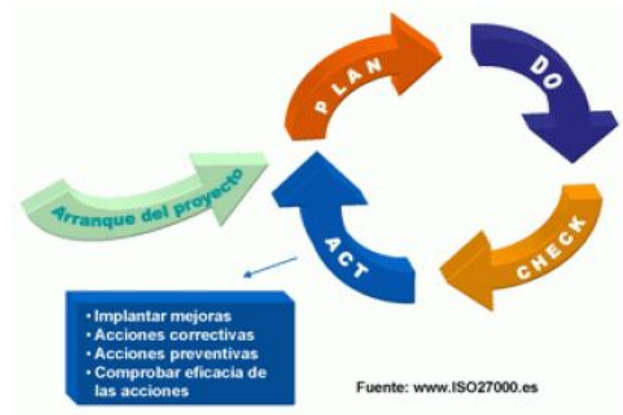 PLAN
DO
Arranque del proyecto
ACT
CHECK
• Implantar mejoras
• Acciones correctivas
• Acciones preventivas
• Comprobar eficacia de
las acciones
Fuente: www.ISO27000.es